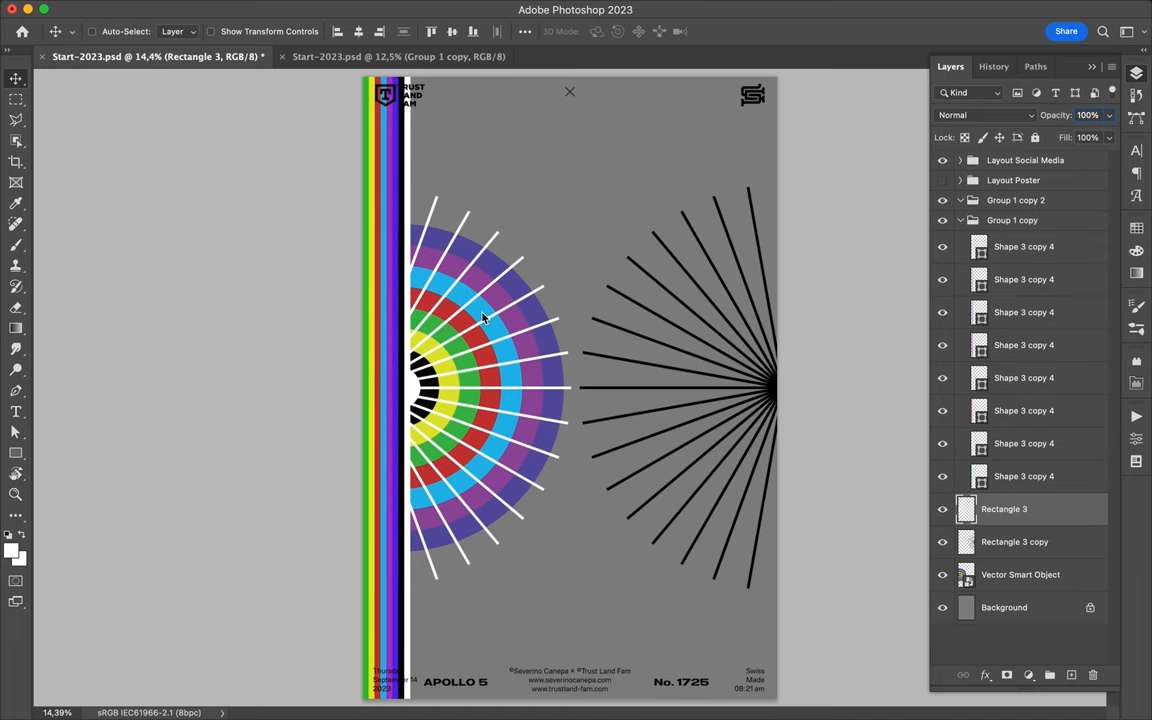 Adobe Photoshop 2023
Auto-Select:
Layer
Show Transform Controls
3D Mode:
Share
Start-2023.psd @ 14,4% (Rectangle 3, RGB/8) *
Start-2023.psd @ 12,5% (Group 1 copy, RGB/8)
Layers
History
Paths
Kind
Normal
Opacity:
100%
Lock:
Fill:
100%
Layout Social Media
Layout Poster
Group 1 copy 2
Group 1 copy
Shape 3 copy 4
Shape 3 copy 4
Shape 3 copy 4
Shape 3 copy 4
Shape 3 copy 4
Shape 3 copy 4
Shape 3 copy 4
Shape 3 copy 4
Rectangle 3
Rectangle 3 copy
Vector Smart Object
Background
TRUST
LAND
FAM
Thursday
September 14
2023
APOLLO 5
©Severino Canepa × ©Trust Land Fam
www.severinocanepa.com
www.trustland-fam.com
No. 1725
Swiss
Made
08:21 am
14,39%
sRGB IEC61966-2.1 (8bpc)